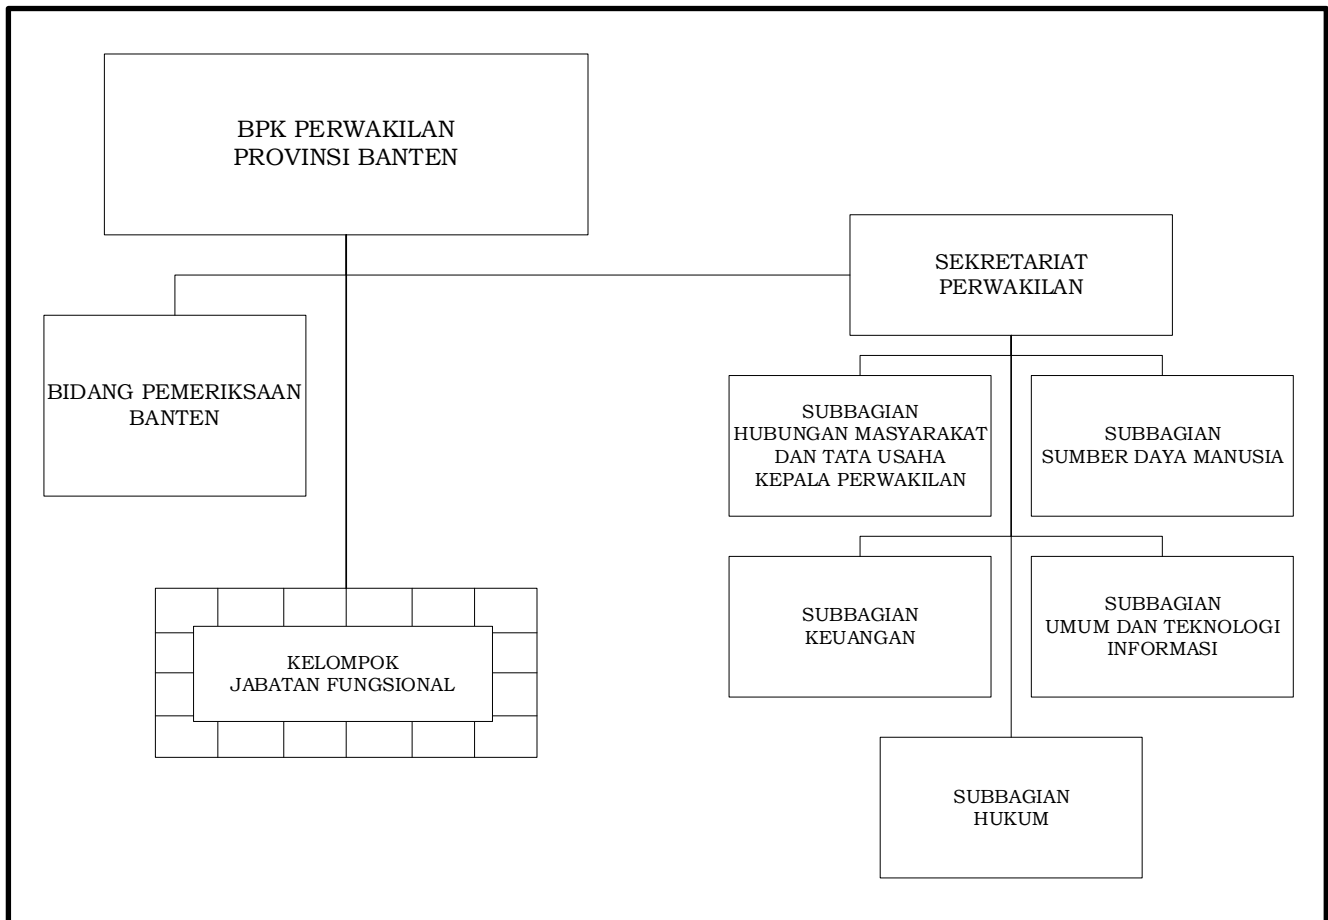 BPK PERWAKILAN
PROVINSI BANTEN
SEKRETARIAT
PERWAKILAN
BIDANG PEMERIKSAAN
BANTEN
SUBBAGIAN
HUBUNGAN MASYARAKAT
DAN TATA USAHA
KEPALA PERWAKILAN
SUBBAGIAN
SUMBER DAYA MANUSIA
SUBBAGIAN
KEUANGAN
SUBBAGIAN
UMUM DAN TEKNOLOGI
INFORMASI
KELOMPOK
JABATAN FUNGSIONAL
SUBBAGIAN
HUKUM